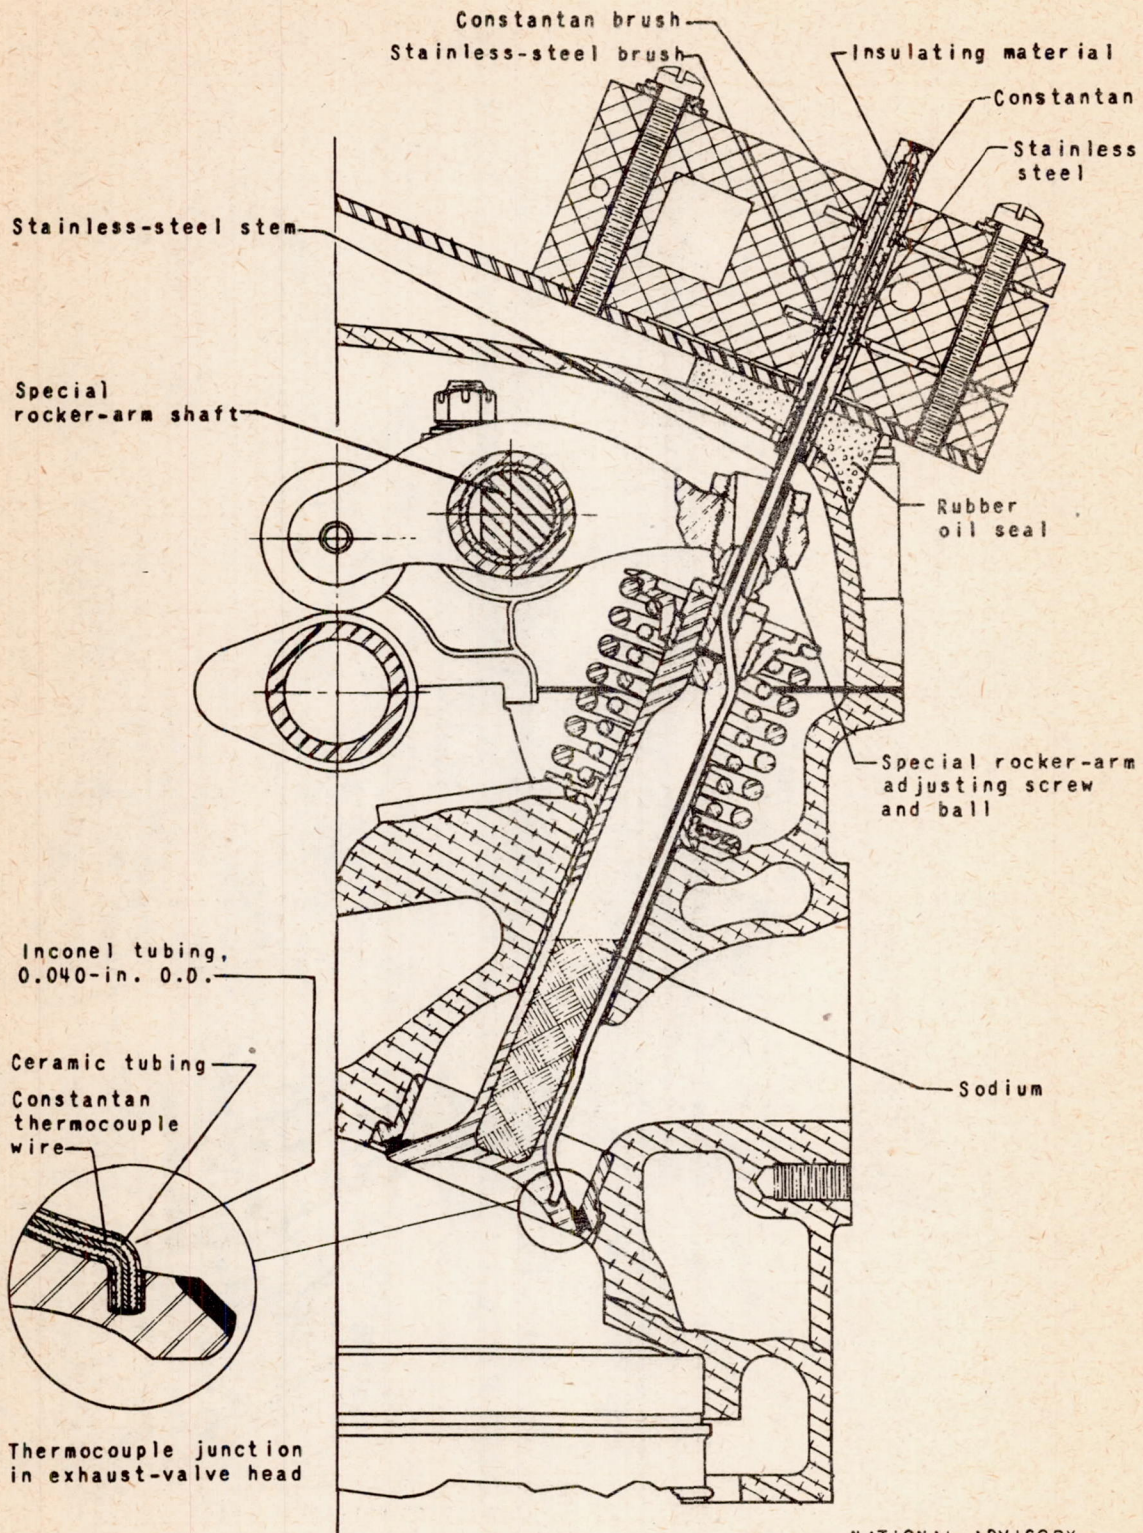 Constantan brush
Stainless-steel brush
Insulating material
Constantan
Stainless
steel
Stainless-steel stem
Special
rocker-arm shaft
Rubber
oil seal
Special rocker-arm
adjusting screw
and ball
Inconel tubing,
0.040-in. O.D.
Ceramic tubing
Constantan
thermocouple
wire
Sodium
Thermocouple junction
in exhaust-valve head
NATIONAL ADVISORY